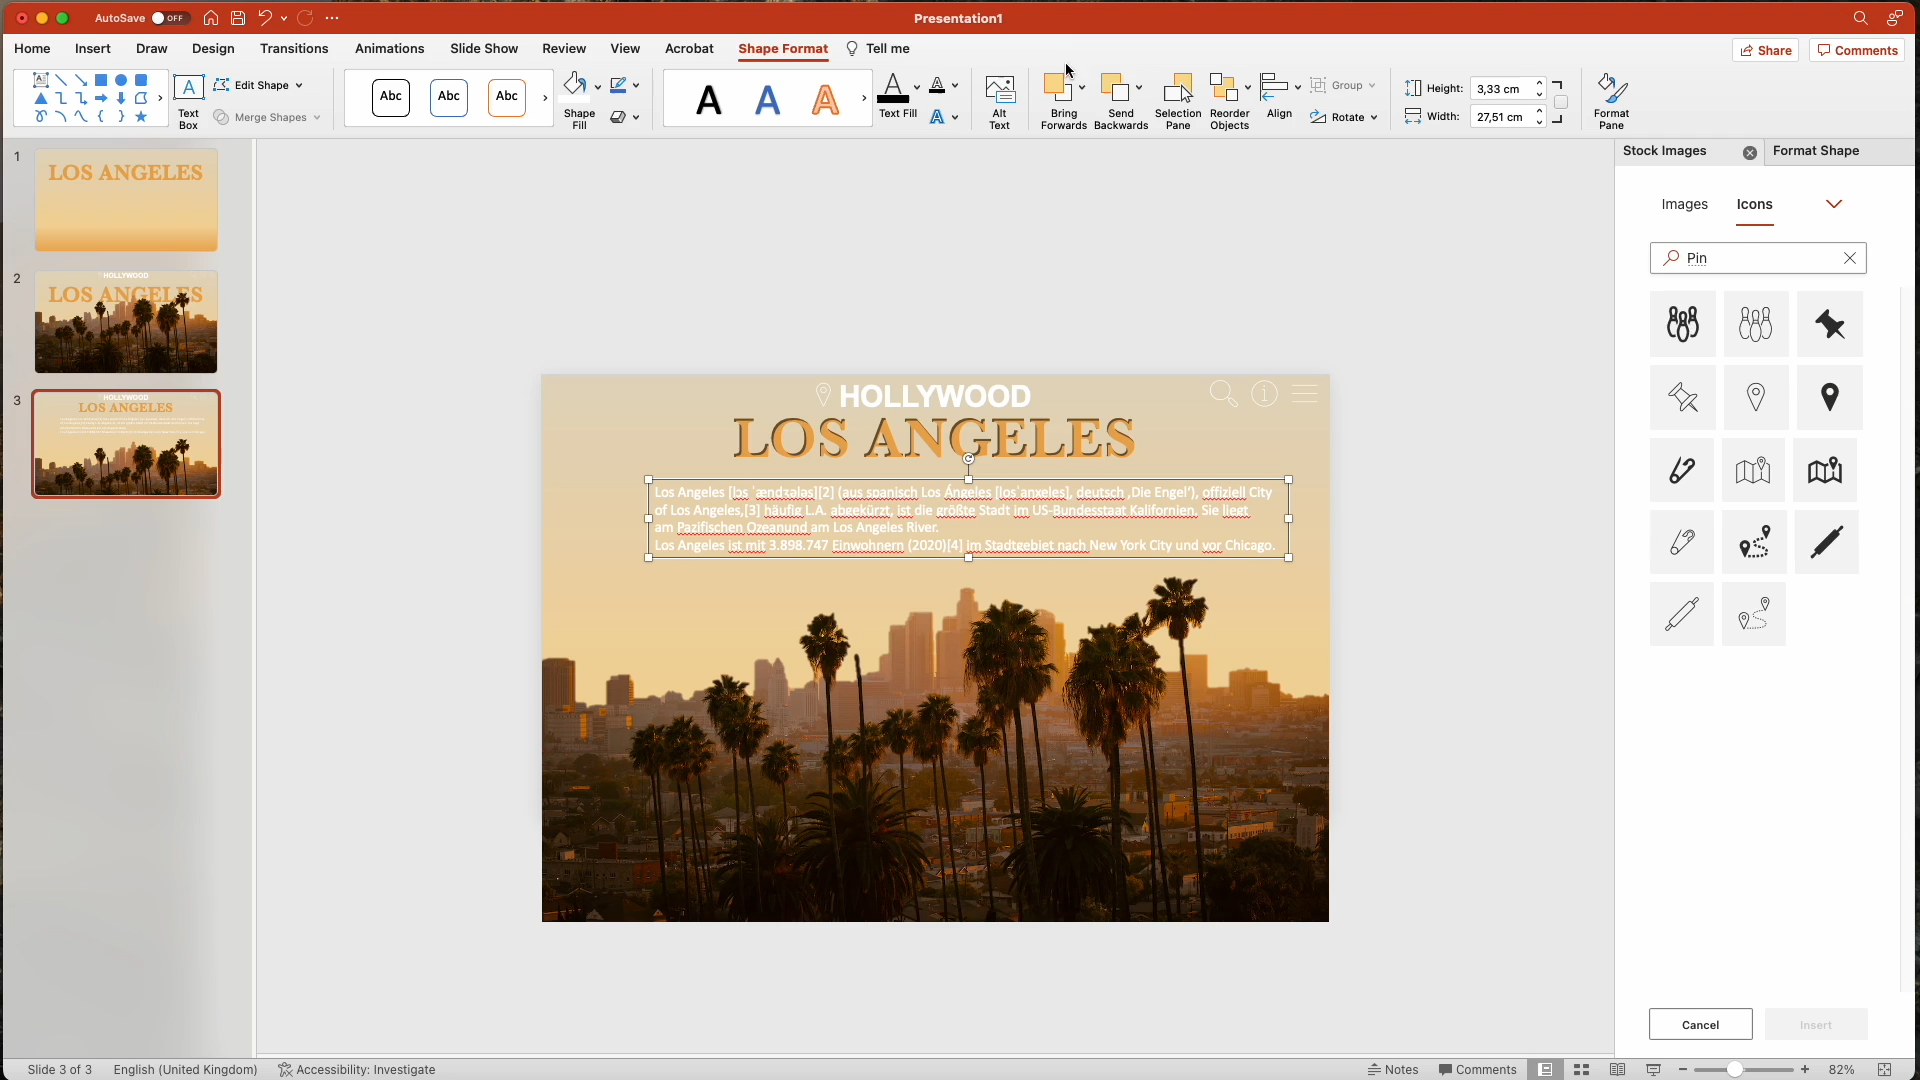 AutoSave OFF
Presentation1
Home Insert Draw Design Transitions Animations Slide Show Review View Acrobat Shape Format Tell me
Share Comments
A
Text Box
Edit Shape
Merge Shapes
Abc Abc Abc
Shape Fill
A A A
Text Fill
Alt Text
Bring Forwards
Send Backwards
Selection Pane
Reorder Objects
Align
Group
Rotate
Height: 3,33 cm
Width: 27,51 cm
Format Pane
1
LOS ANGELES
2
HOLLYWOOD
LOS ANGELES
3
HOLLYWOOD
LOS ANGELES
HOLLYWOOD
LOS ANGELES
Los Angeles [lɔs ˈændʒələs][2] (aus spanisch Los Ángeles [losˈanxeles], deutsch ‚Die Engel‘), offiziell City
of Los Angeles,[3] häufig L.A. abgekürzt, ist die größte Stadt im US-Bundesstaat Kalifornien. Sie liegt
am Pazifischen Ozeanund am Los Angeles River.
Los Angeles ist mit 3.898.747 Einwohnern (2020)[4] im Stadtgebiet nach New York City und vor Chicago.
Stock Images Format Shape
Images Icons
Pin
Cancel Insert
Slide 3 of 3 English (United Kingdom) Accessibility: Investigate
Notes Comments 82%